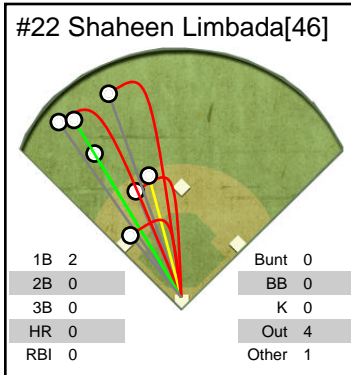 #22 Shaheen Limbada[46]
1B 2 Bunt 0
2B 0 BB 0
3B 0 K 0
HR 0 Out 4
RBI 0 Other 1